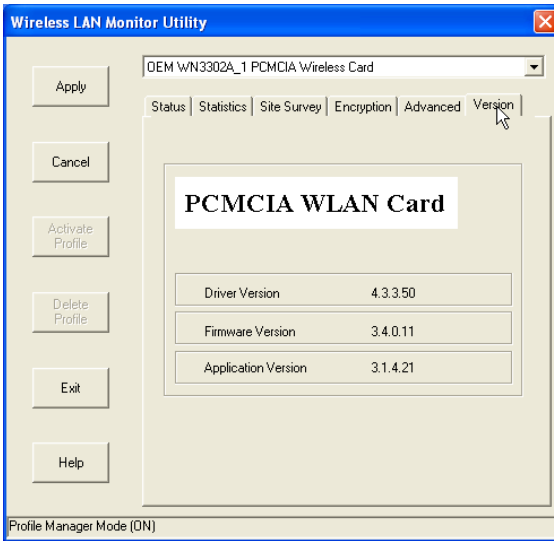 Wireless LAN Monitor Utility
OEM WN3302A_1 PCMCIA Wireless Card
Apply
Cancel
Activate
Profile
Delete
Profile
Exit
Help
Status Statistics Site Survey Encryption Advanced Version
PCMCIA WLAN Card
Driver Version 4.3.3.50
Firmware Version 3.4.0.11
Application Version 3.1.4.21
Profile Manager Mode (ON)